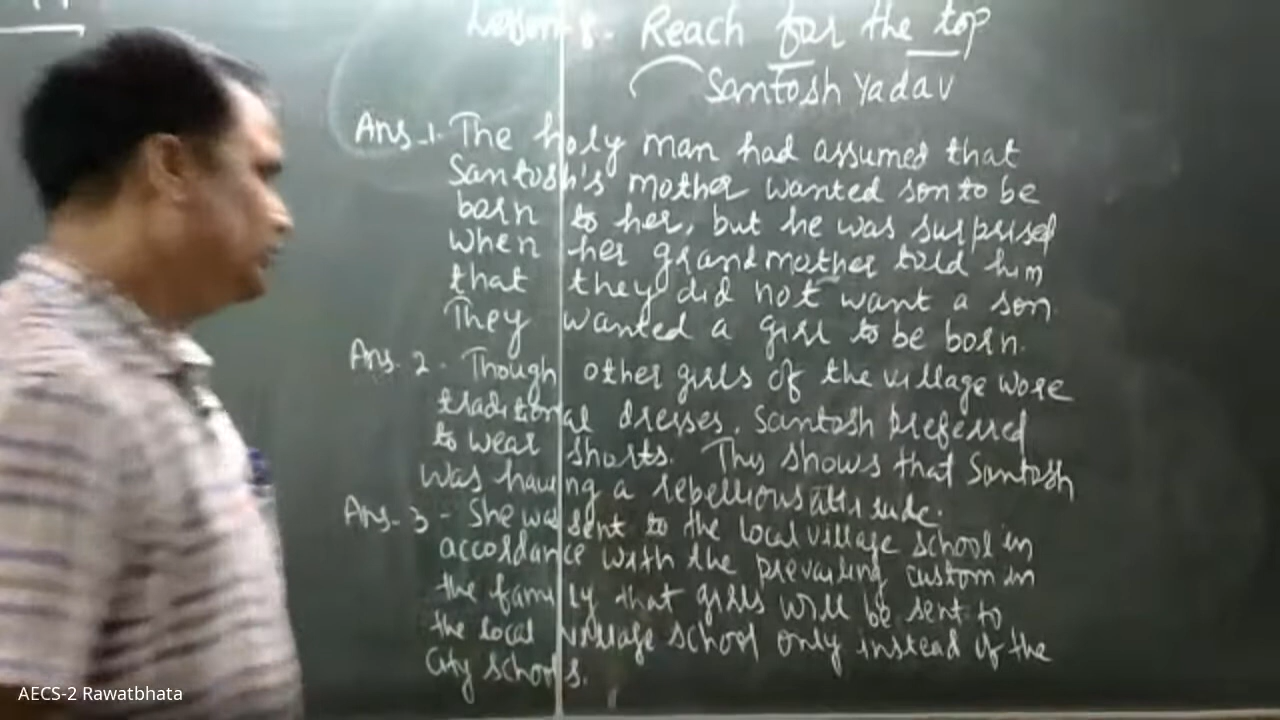 Lesson-8- Reach for the top
Santosh Yadav
Ans-1. The holy man had assumed that
Santosh's mother wanted son to be
born to her, but he was surprised
when her grandmother told him
that they did not want a son.
They wanted a girl to be born.
Ans-2- Though other girls of the village wore
traditional dresses, Santosh preferred
to wear shorts. This shows that Santosh
was having a rebellious attitude.
Ans-3- She was sent to the local village school in
accordance with the prevailing custom in
the family that girls will be sent to
the local village school only instead of the
city schools.
AECS-2 Rawatbhata